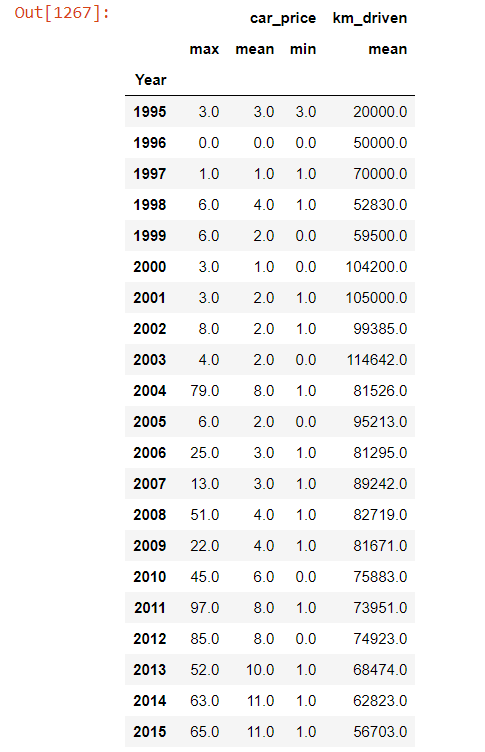 Out[1267]:
car_price km_driven
max mean min mean
Year
1995 3.0 3.0 3.0 20000.0
1996 0.0 0.0 0.0 50000.0
1997 1.0 1.0 1.0 70000.0
1998 6.0 4.0 1.0 52830.0
1999 6.0 2.0 0.0 59500.0
2000 3.0 1.0 0.0 104200.0
2001 3.0 2.0 1.0 105000.0
2002 8.0 2.0 1.0 99385.0
2003 4.0 2.0 0.0 114642.0
2004 79.0 8.0 1.0 81526.0
2005 6.0 2.0 0.0 95213.0
2006 25.0 3.0 1.0 81295.0
2007 13.0 3.0 1.0 89242.0
2008 51.0 4.0 1.0 82719.0
2009 22.0 4.0 1.0 81671.0
2010 45.0 6.0 0.0 75883.0
2011 97.0 8.0 1.0 73951.0
2012 85.0 8.0 0.0 74923.0
2013 52.0 10.0 1.0 68474.0
2014 63.0 11.0 1.0 62823.0
2015 65.0 11.0 1.0 56703.0